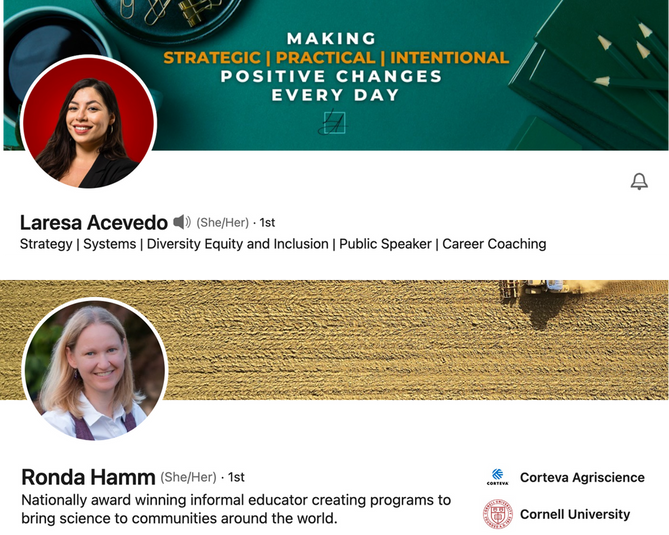 MAKING
STRATEGIC | PRACTICAL | INTENTIONAL
POSITIVE CHANGES
EVERY DAY
Laresa Acevedo (She/Her) · 1st
Strategy | Systems | Diversity Equity and Inclusion | Public Speaker | Career Coaching
Ronda Hamm (She/Her) · 1st
Nationally award winning informal educator creating programs to
bring science to communities around the world.
CORTEVA
Corteva Agriscience
Cornell University